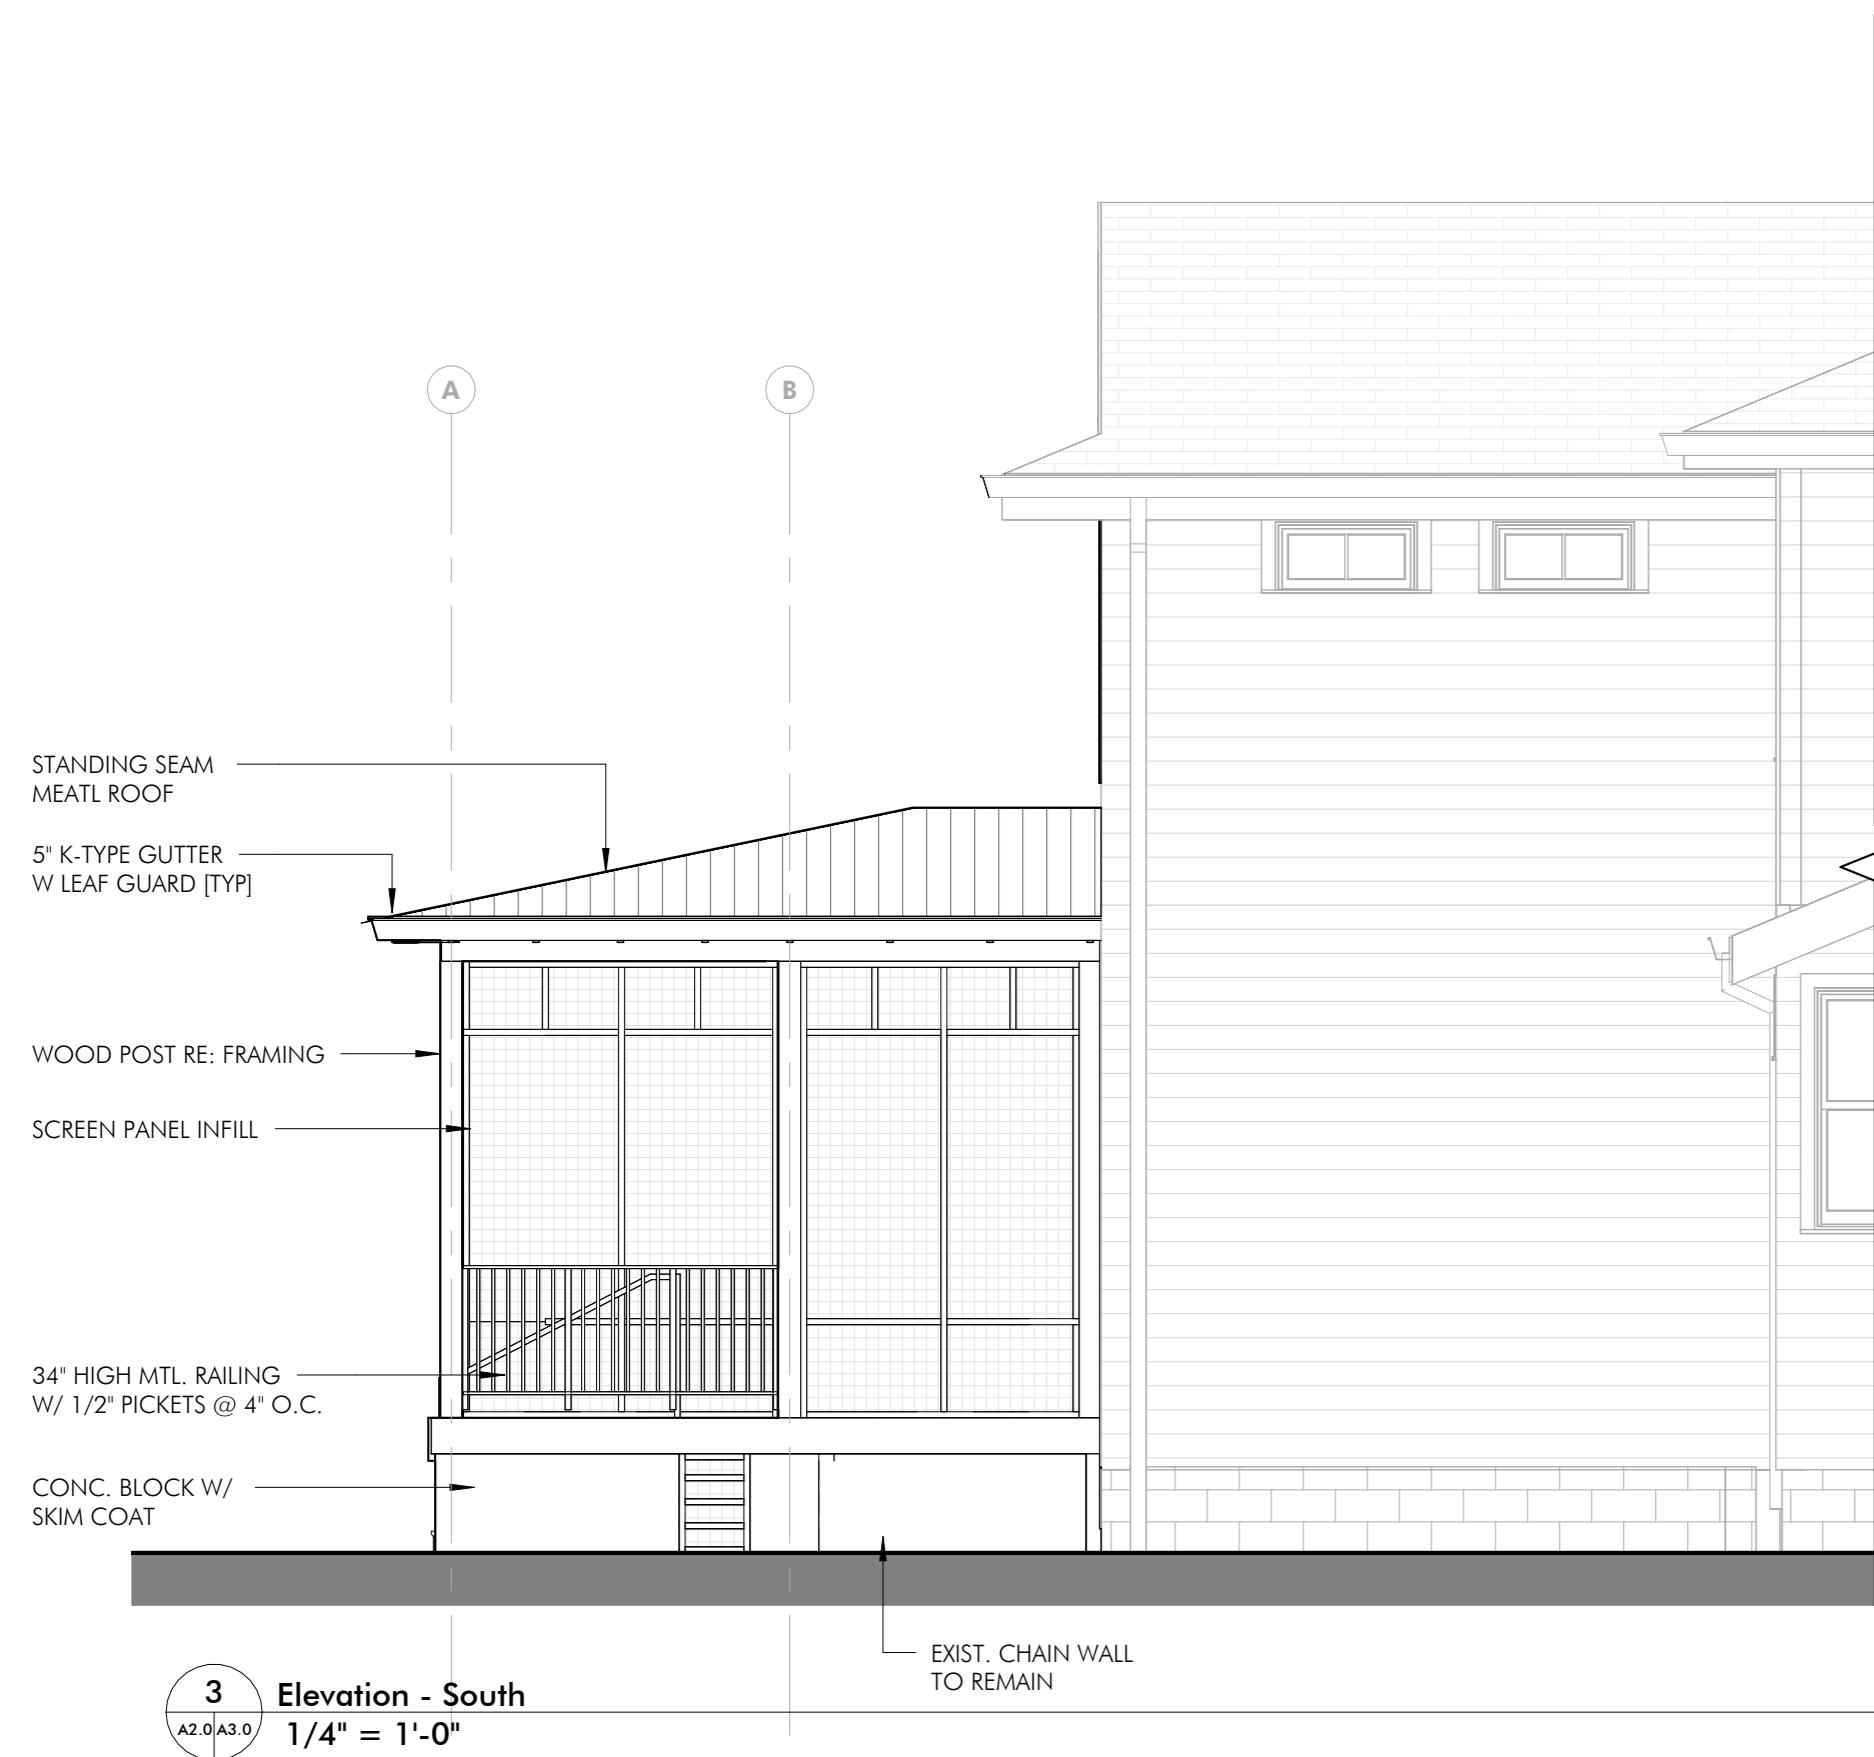 A
B
STANDING SEAM
MEATL ROOF
5" K-TYPE GUTTER
W LEAF GUARD [TYP]
WOOD POST RE: FRAMING
SCREEN PANEL INFILL
34" HIGH MTL. RAILING
W/ 1/2" PICKETS @ 4" O.C.
CONC. BLOCK W/
SKIM COAT
EXIST. CHAIN WALL
TO REMAIN
3
A2.0 A3.0
Elevation - South
1/4" = 1'-0"